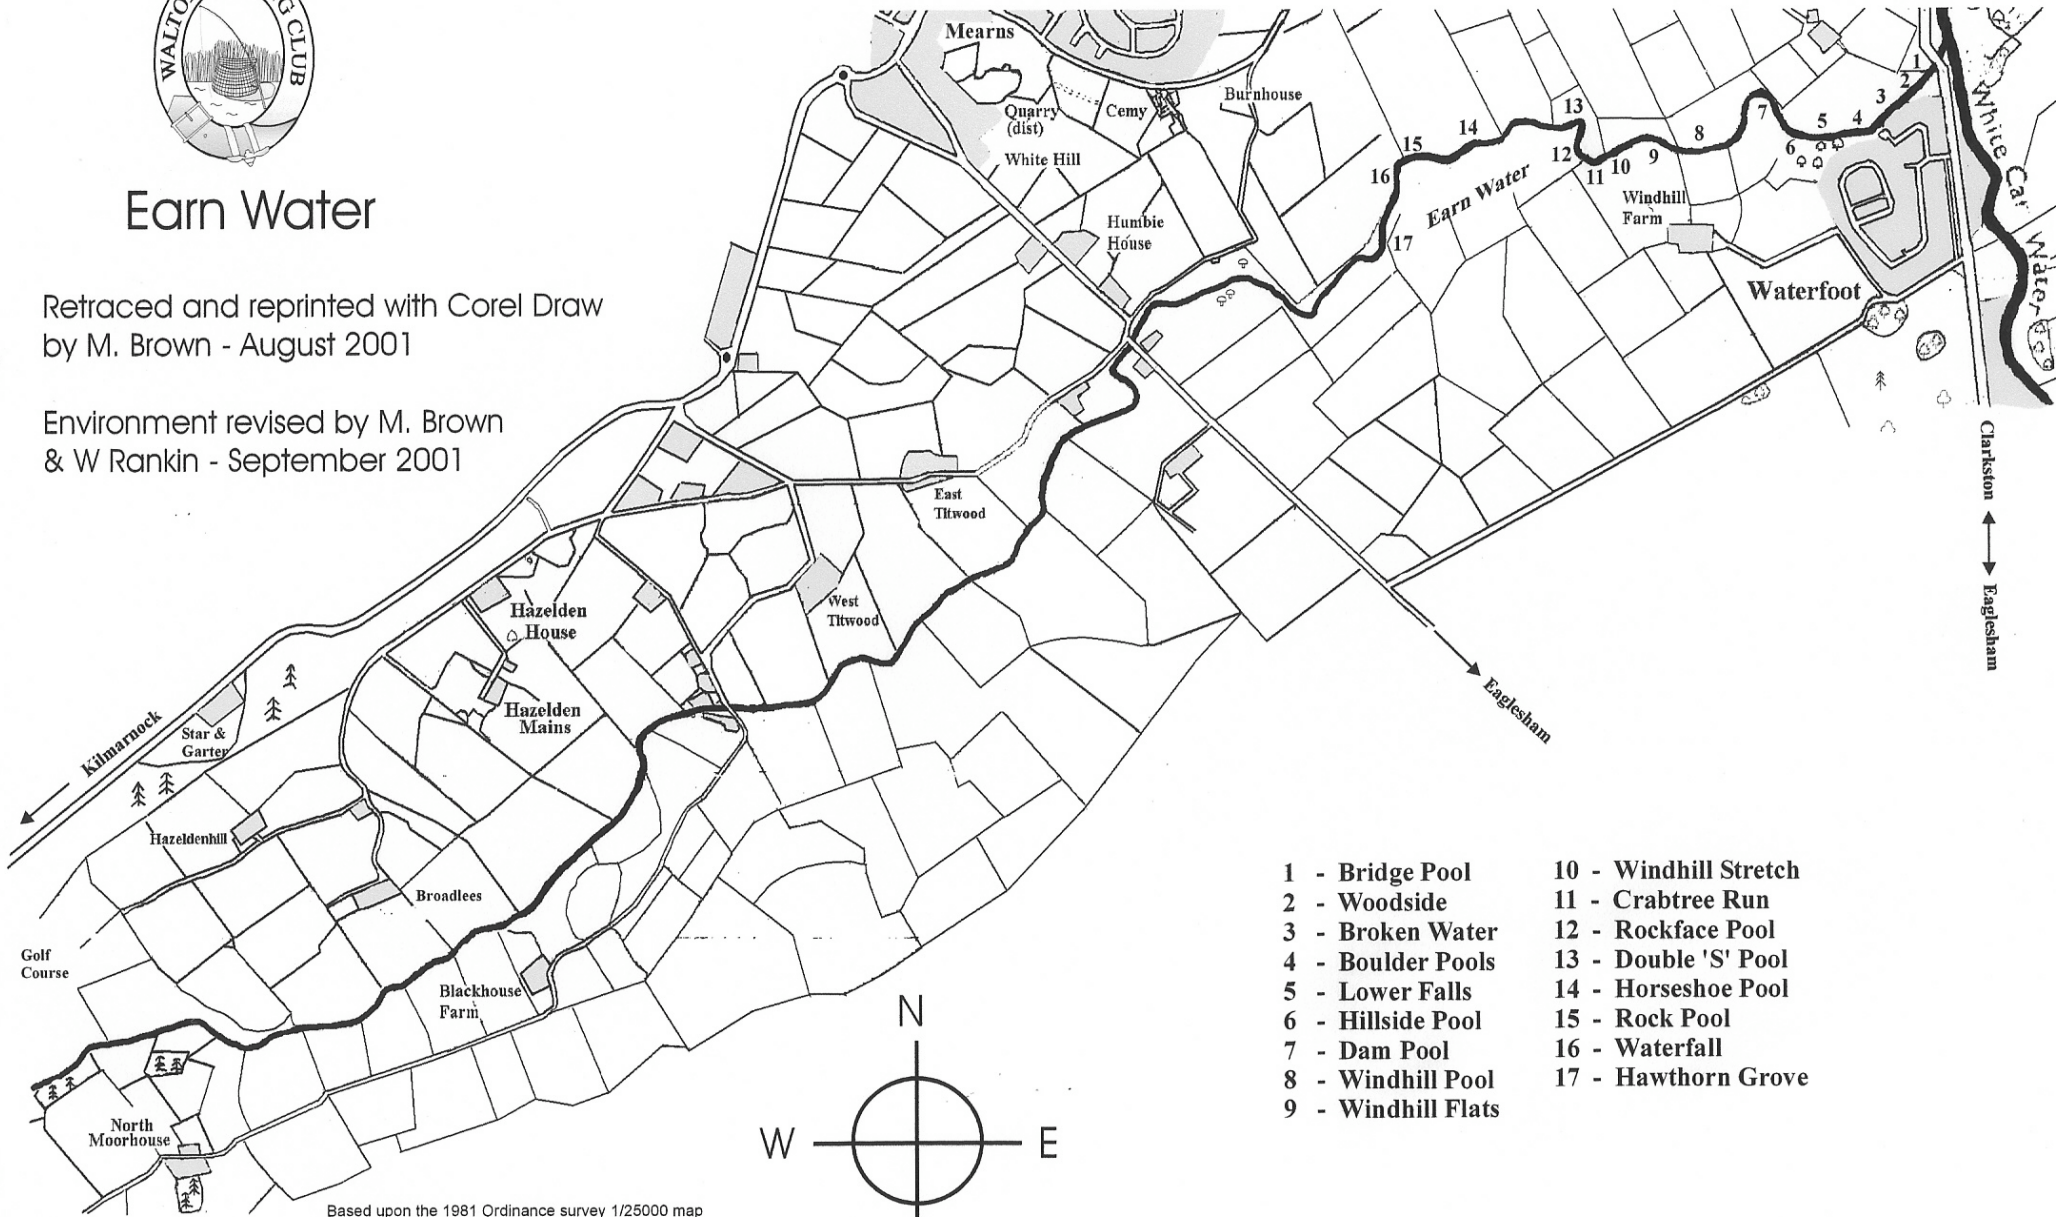 WALTO
G CLUB
Earn Water
Retraced and reprinted with Corel Draw
by M. Brown - August 2001
Environment revised by M. Brown
& W Rankin - September 2001
Mearns
Quarry
(dist)
Cemy
Burnhouse
White Hill
Humbie
House
Earn Water
Windhill
Farm
Waterfoot
White Cart
Water
1
2
3
4
5
6
7
8
9
10
11
12
13
14
15
16
17
Clarkston
Eaglesham
Eaglesham
East
Titwood
West
Titwood
Hazelden
House
Hazelden
Mains
Star &
Garter
Kilmarnock
Hazeldenhill
Broadlees
Golf
Course
Blackhouse
Farm
North
Moorhouse
N
W
E
1 - Bridge Pool
2 - Woodside
3 - Broken Water
4 - Boulder Pools
5 - Lower Falls
6 - Hillside Pool
7 - Dam Pool
8 - Windhill Pool
9 - Windhill Flats
10 - Windhill Stretch
11 - Crabtree Run
12 - Rockface Pool
13 - Double 'S' Pool
14 - Horseshoe Pool
15 - Rock Pool
16 - Waterfall
17 - Hawthorn Grove
Based upon the 1981 Ordinance survey 1/25000 map